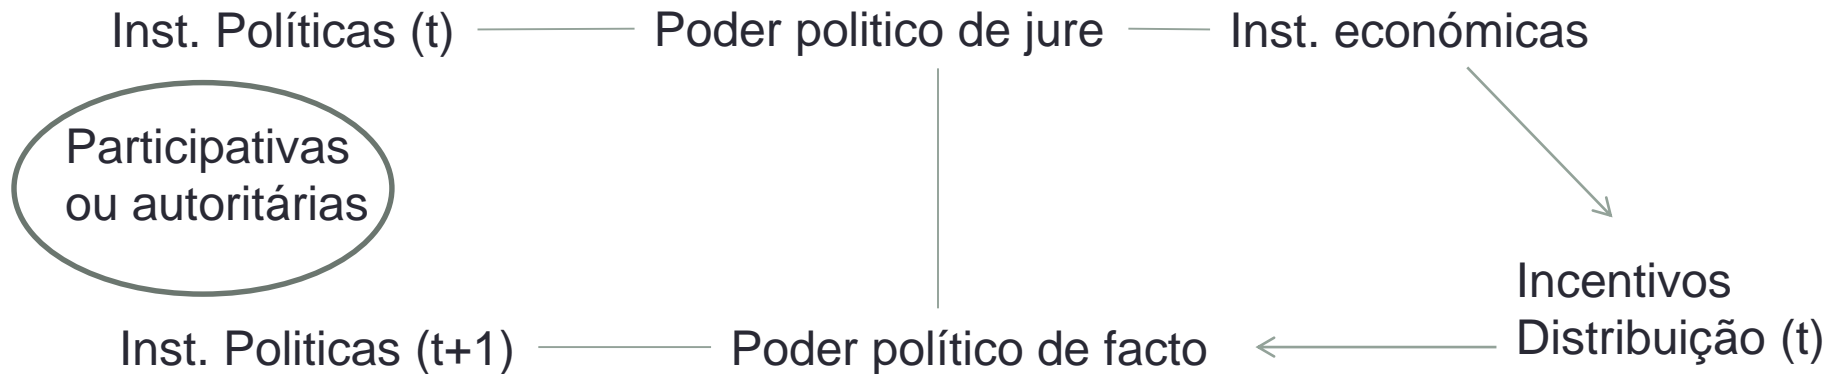 Inst. Políticas (t)
Poder politico de jure
Inst. económicas
Participativas
ou autoritárias
Incentivos
Distribuição (t)
Inst. Politicas (t+1)
Poder político de facto